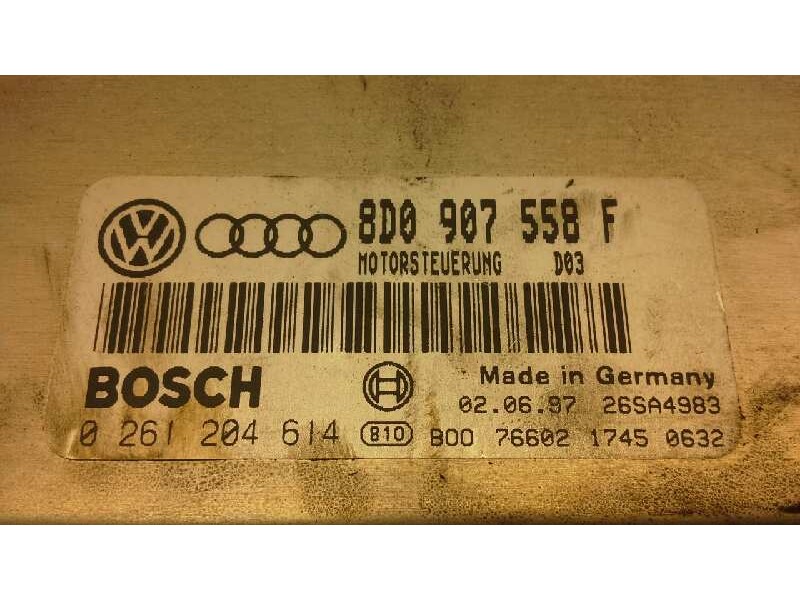 8D0 907 558 F
MOTORSTEUERUNG D03
BOSCH
Made in Germany
02.06.97 26SA4983
0 261 204 614 810 B00 76602 1745 0632